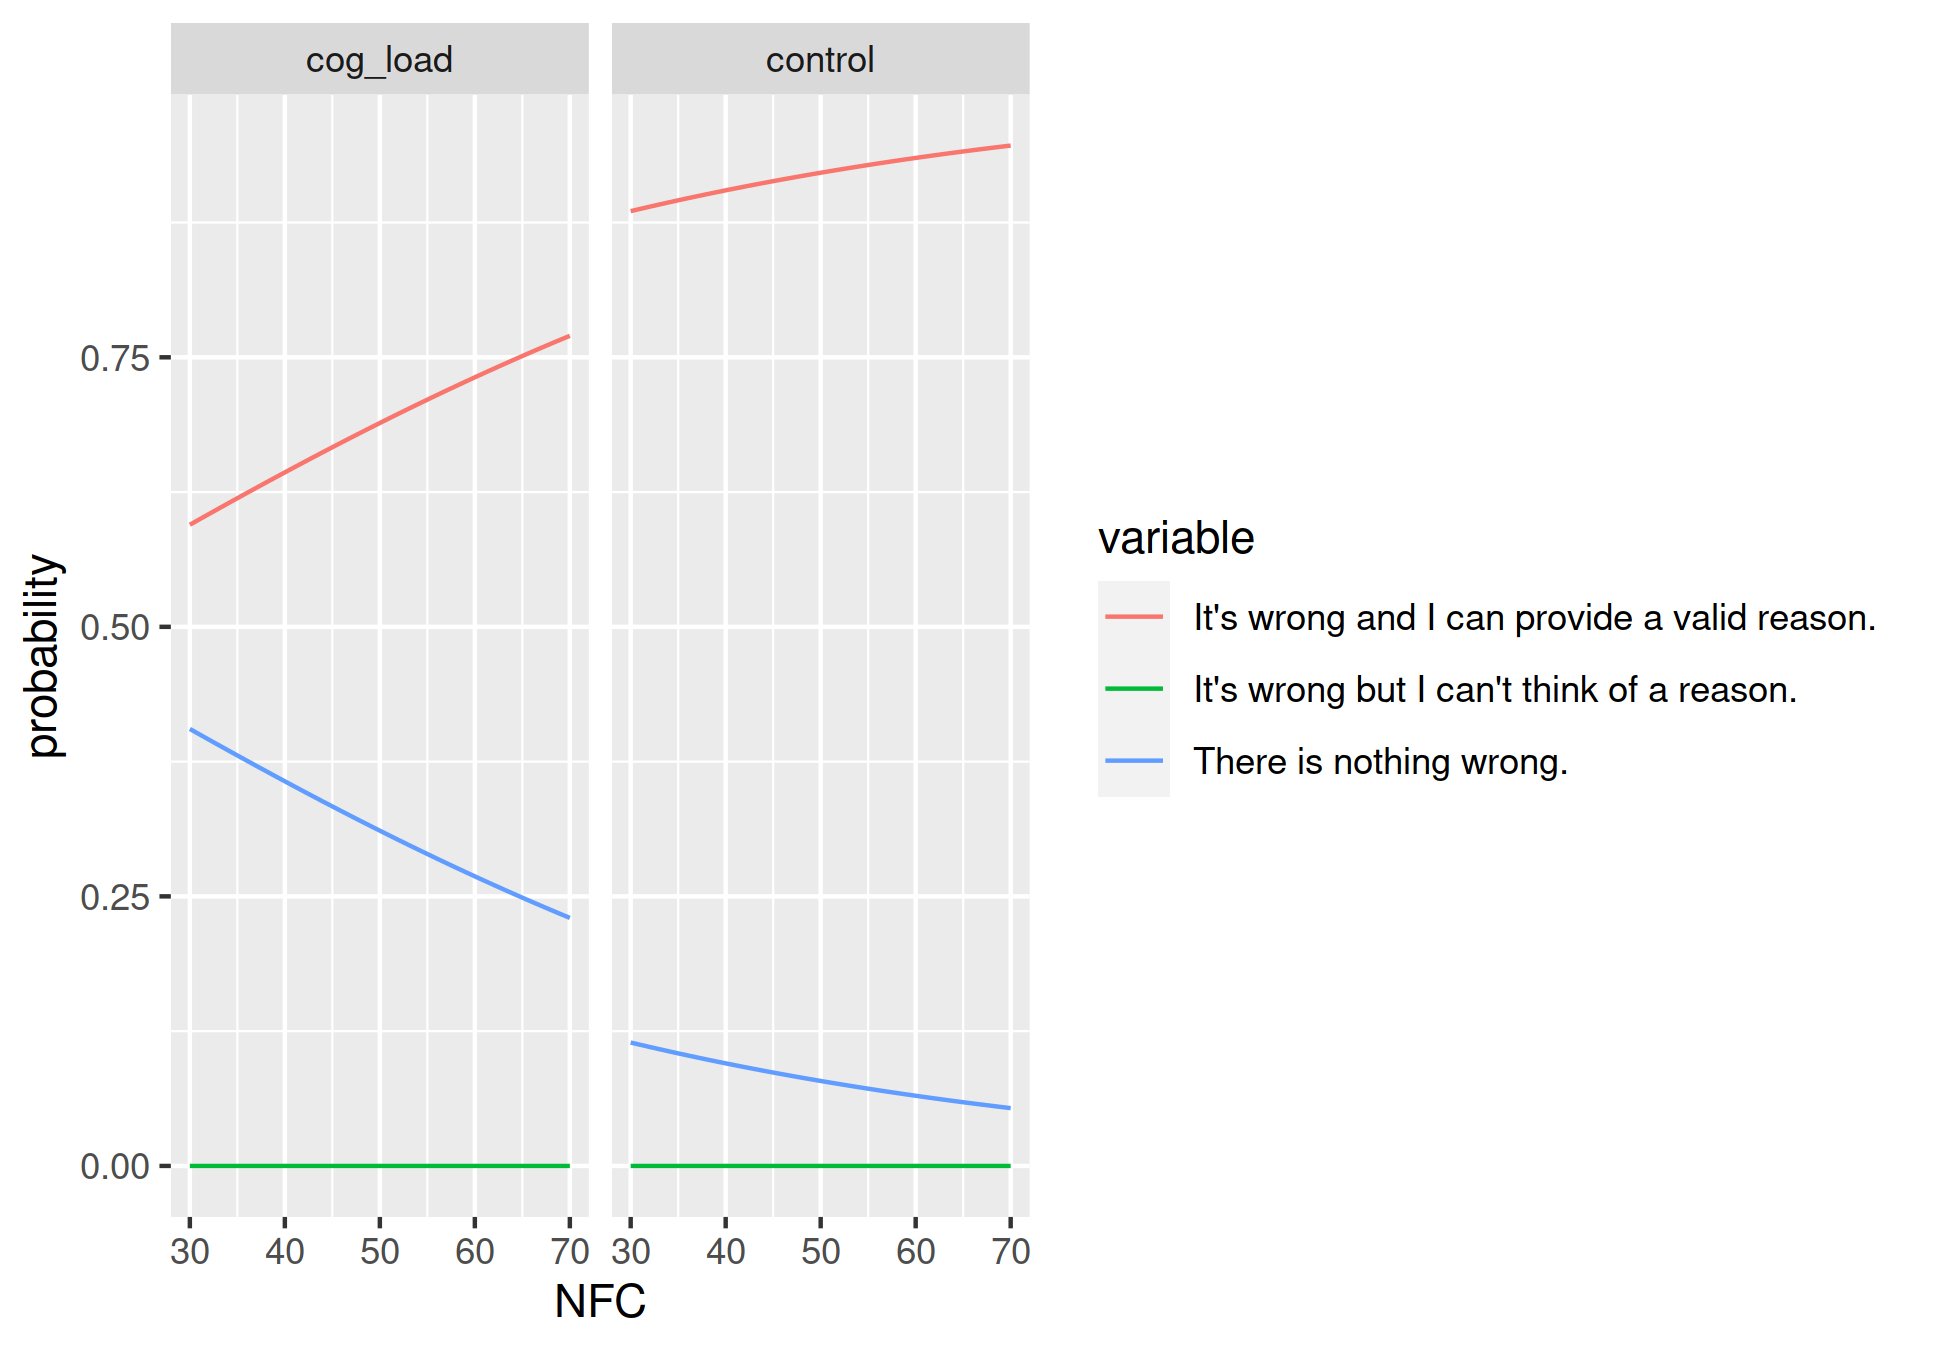 cog_load
control
probability
0.75
0.50
0.25
0.00
30 40 50 60 70
30 40 50 60 70
NFC
variable
It's wrong and I can provide a valid reason.
It's wrong but I can't think of a reason.
There is nothing wrong.